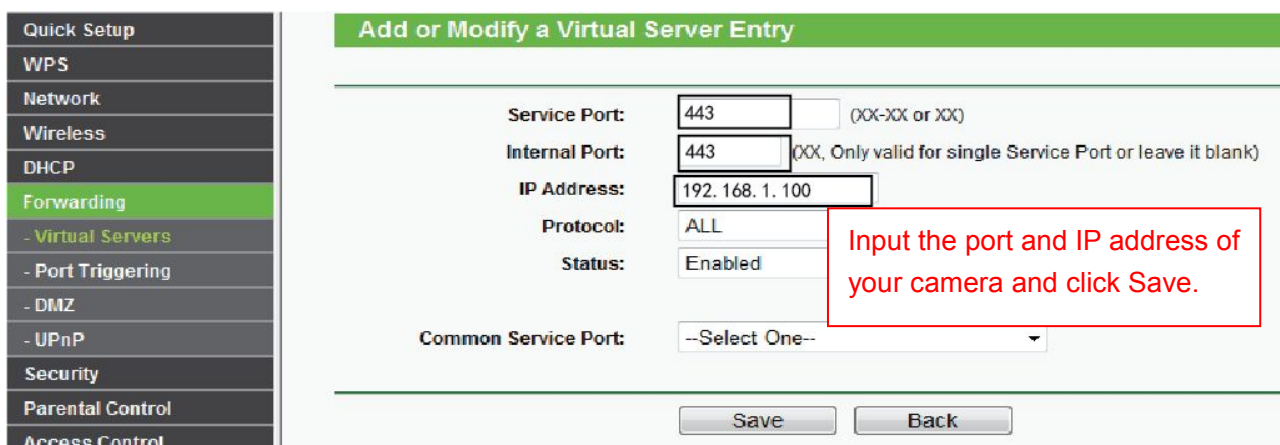 Quick Setup
WPS
Network
Wireless
DHCP
Forwarding
- Virtual Servers
- Port Triggering
- DMZ
- UPnP
Security
Parental Control
Access Control
Add or Modify a Virtual Server Entry
Service Port: 443 (XX-XX or XX)
Internal Port: 443 (XX, Only valid for single Service Port or leave it blank)
IP Address: 192. 168. 1. 100
Protocol: ALL
Status: Enabled
Input the port and IP address of
your camera and click Save.
Common Service Port: --Select One--
Save Back